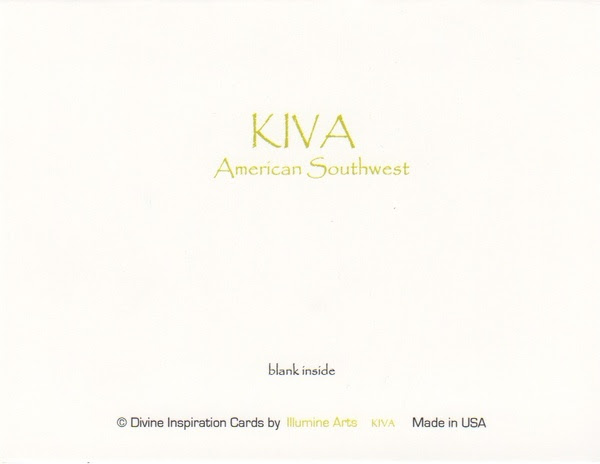 KIVA
American Southwest
blank inside
© Divine Inspiration Cards by Illumine Arts KIVA Made in USA